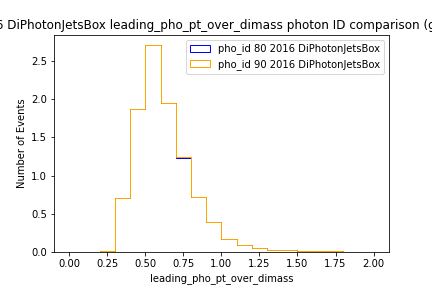 DiPhotonJetsBox leading_pho_pt_over_dimass photon ID comparison
pho_id 80 2016 DiPhotonJetsBox
pho_id 90 2016 DiPhotonJetsBox
Number of Events
2.5
2.0
1.5
1.0
0.5
0.0
0.00 0.25 0.50 0.75 1.00 1.25 1.50 1.75 2.00
leading_pho_pt_over_dimass